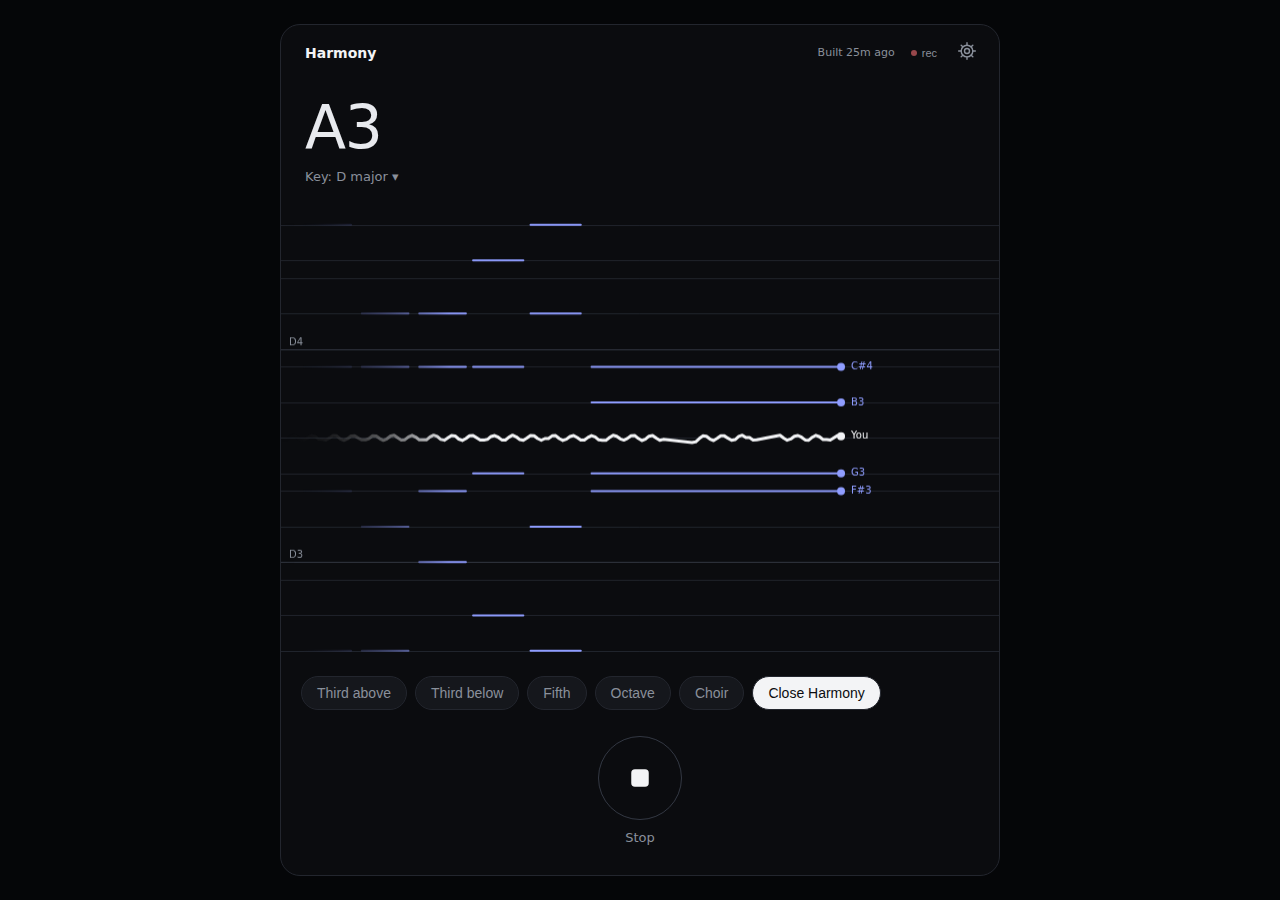 Harmony
Built 25m ago
rec
A3
Key: D major ▾
D4
C#4
B3
You
G3
F#3
D3
Third above
Third below
Fifth
Octave
Choir
Close Harmony
Stop